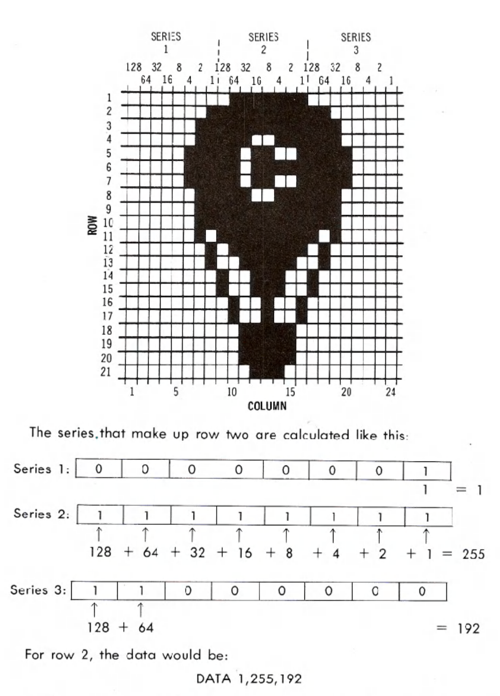 SERIES SERIES SERIES
1 2 3
128 32 8 2 128 32 8 2 128 32 8 2
64 16 4 1 64 16 4 1 64 16 4 1
1
2
3
4
5
6
7
8
9
10
11
12
13
14
15
16
17
18
19
20
21
ROW
1 5 10 15 20 24
COLUMN
The series,that make up row two are calculated like this:
Series 1: 0 0 0 0 0 0 0 1
1 = 1
Series 2: 1 1 1 1 1 1 1 1
↑ ↑ ↑ ↑ ↑ ↑ ↑ ↑
128 + 64 + 32 + 16 + 8 + 4 + 2 + 1 = 255
Series 3: 1 1 0 0 0 0 0 0
↑ ↑
128 + 64 = 192
For row 2, the data would be:
DATA 1,255,192